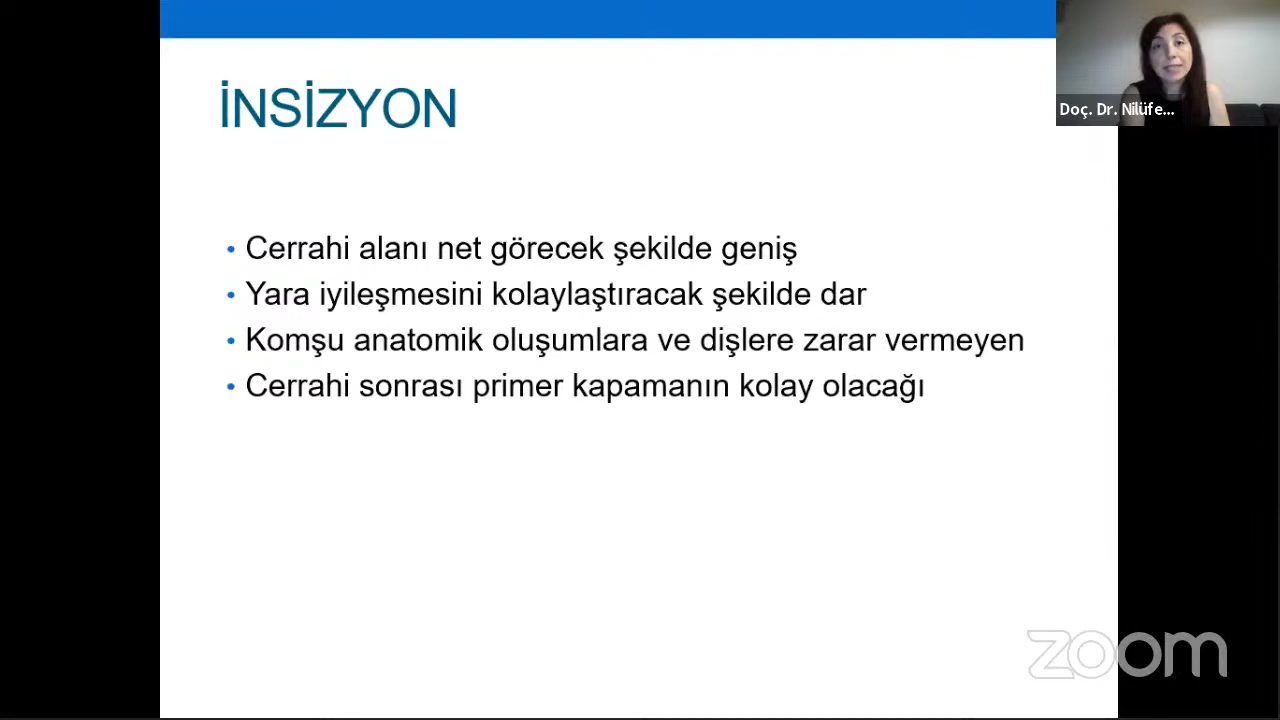 İNSİZYON
Doç. Dr. Nilüfe...
• Cerrahi alanı net görecek şekilde geniş
• Yara iyileşmesini kolaylaştıracak şekilde dar
• Komşu anatomik oluşumlara ve dişlere zarar vermeyen
• Cerrahi sonrası primer kapamanın kolay olacağı
zoom